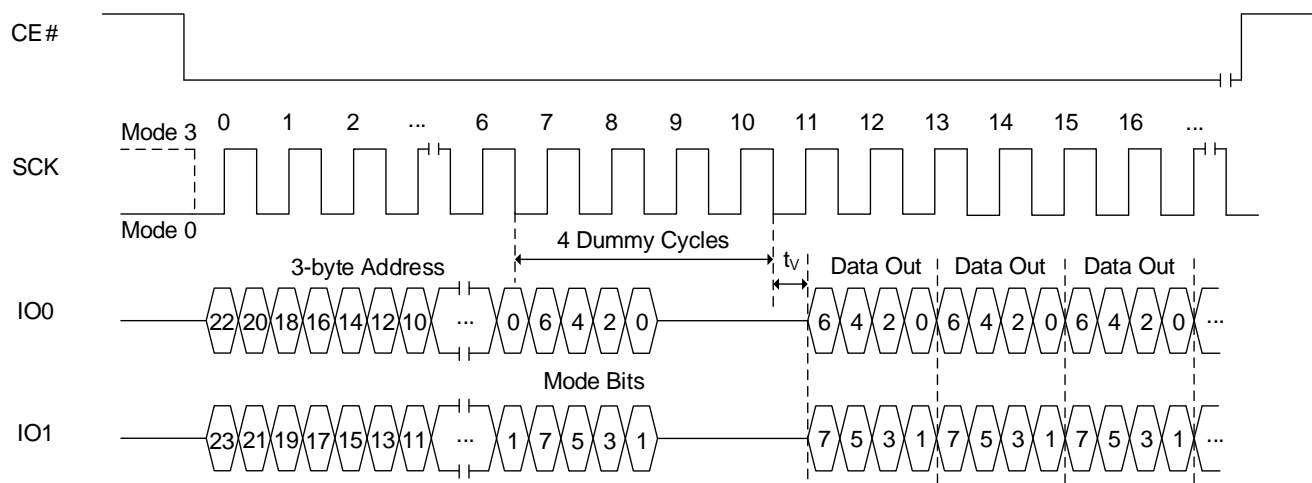 CE#
0 1 2 ... 6 7 8 9 10 11 12 13 14 15 16 ...
Mode 3
SCK
Mode 0
4 Dummy Cycles
tV
3-byte Address
Data Out Data Out Data Out
IO0
22 20 18 16 14 12 10 ... 0 6 4 2 0 6 4 2 0 6 4 2 0 6 4 2 0 ...
Mode Bits
IO1
23 21 19 17 15 13 11 ... 1 7 5 3 1 7 5 3 1 7 5 3 1 7 5 3 1 ...